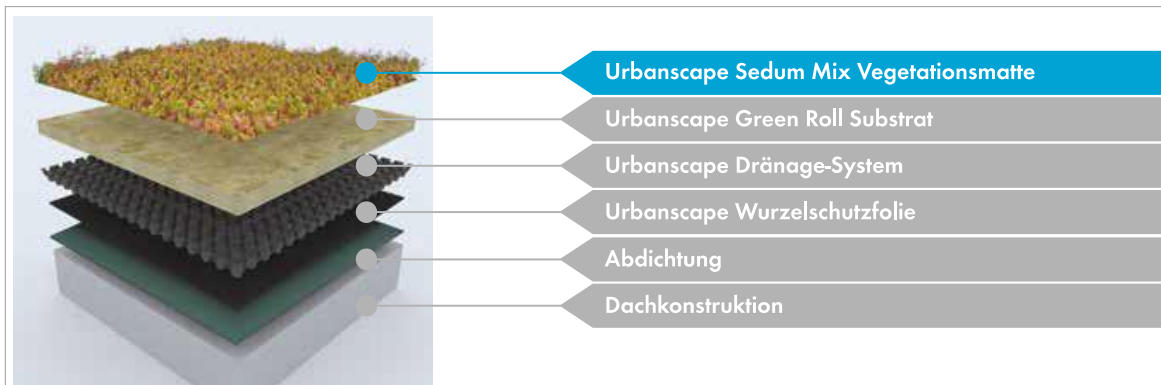 Urbanscape Sedum Mix Vegetationsmatte
Urbanscape Green Roll Substrat
Urbanscape Dränage-System
Urbanscape Wurzelschutzfolie
Abdichtung
Dachkonstruktion